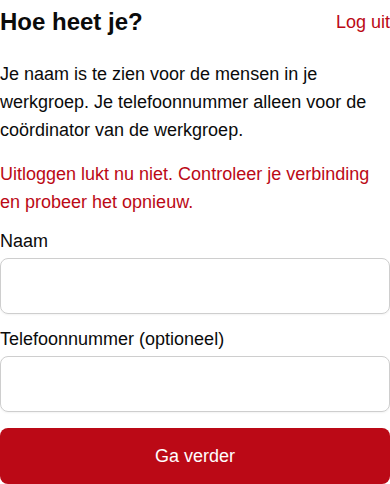 Hoe heet je?
Log uit
Je naam is te zien voor de mensen in je
werkgroep. Je telefoonnummer alleen voor de
coördinator van de werkgroep.
Uitloggen lukt nu niet. Controleer je verbinding
en probeer het opnieuw.
Naam
Telefoonnummer (optioneel)
Ga verder